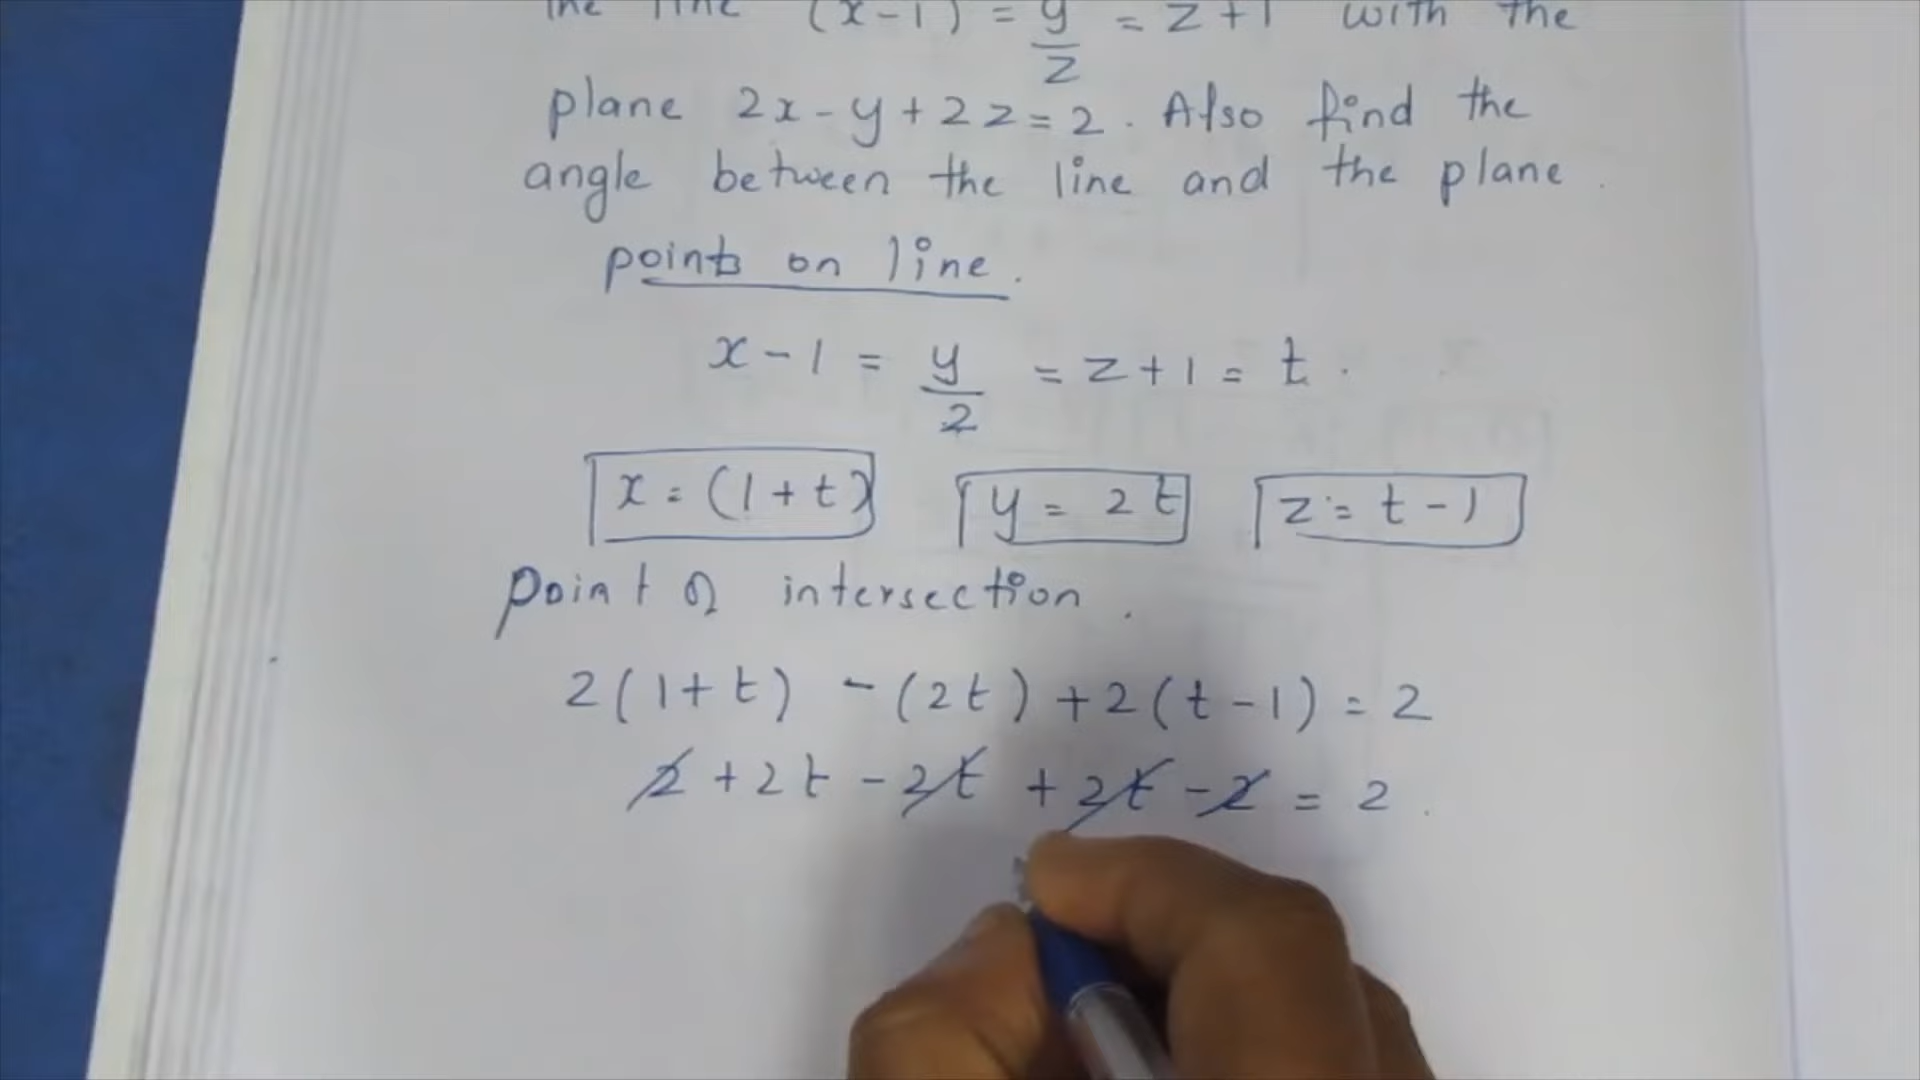 the line (x-1) = y/2 = z+1 with the
plane 2x-y+2z=2. Also find the
angle between the line and the plane.
points on line.
x-1 = y/2 = z+1 = t.
x = (1+t) y = 2t z = t-1
point of intersection.
2(1+t) - (2t) + 2(t-1) = 2
2 + 2t - 2t + 2t - 2 = 2.